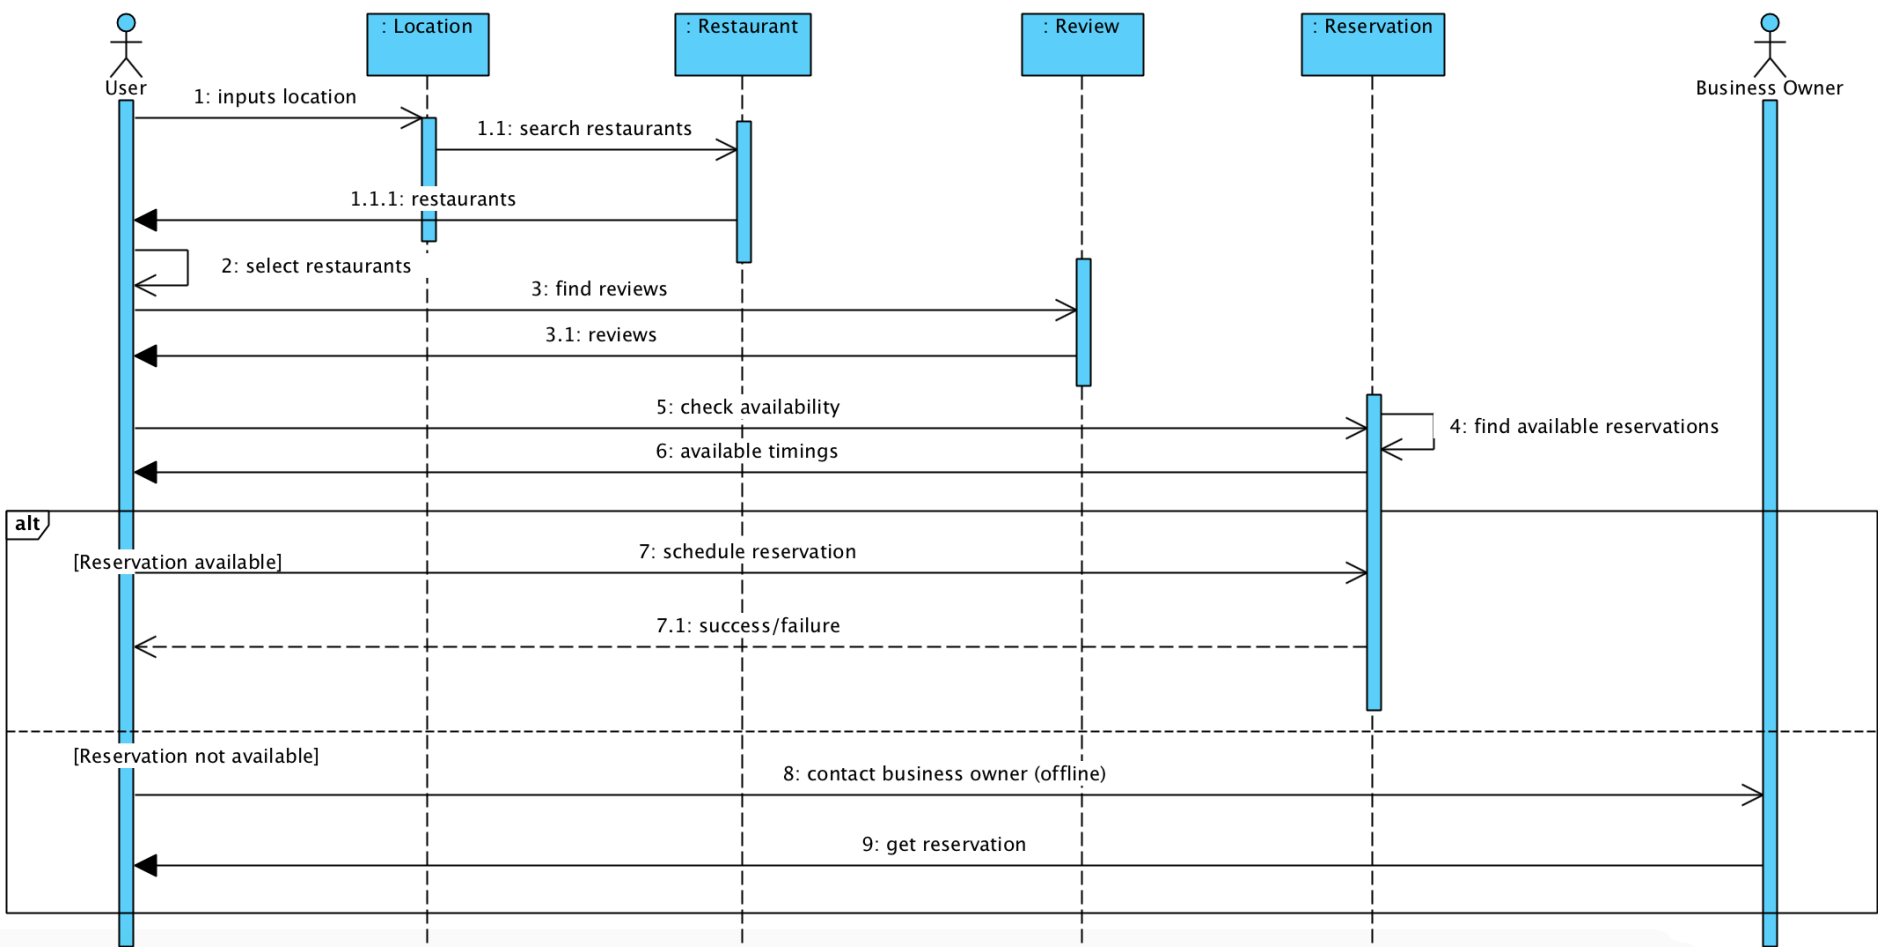 : Location
: Restaurant
: Review
: Reservation
User
Business Owner
1: inputs location
1.1: search restaurants
1.1.1: restaurants
2: select restaurants
3: find reviews
3.1: reviews
5: check availability
4: find available reservations
6: available timings
alt
[Reservation available]
7: schedule reservation
7.1: success/failure
[Reservation not available]
8: contact business owner (offline)
9: get reservation